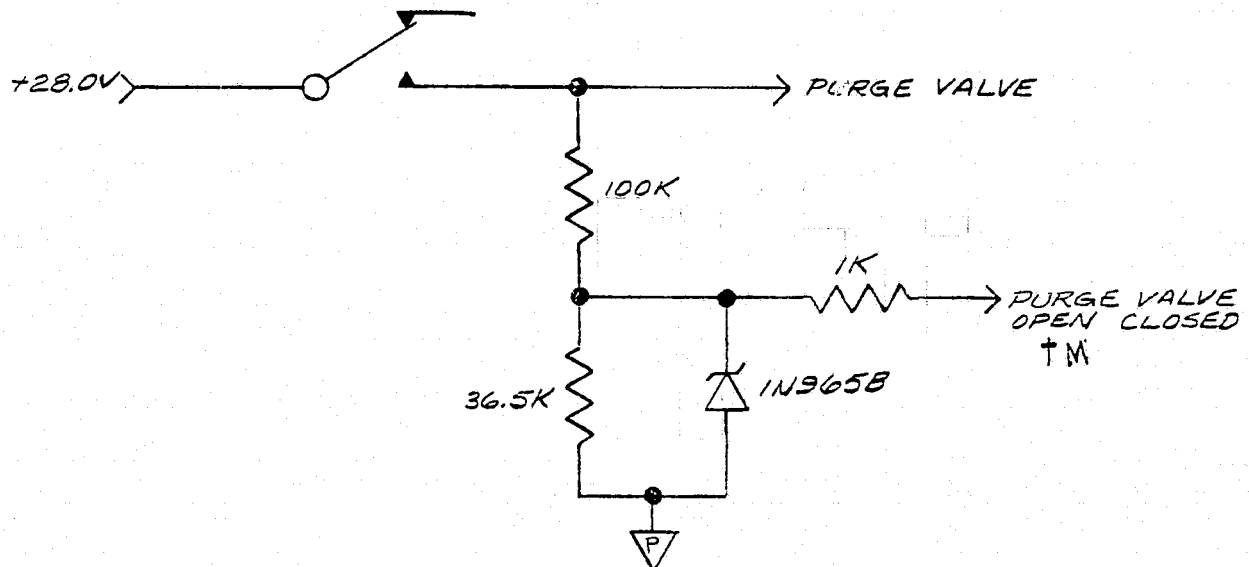 +28.0V
PURGE VALVE
100K
1K
PURGE VALVE
OPEN CLOSED
TM
36.5K
1N965B
P